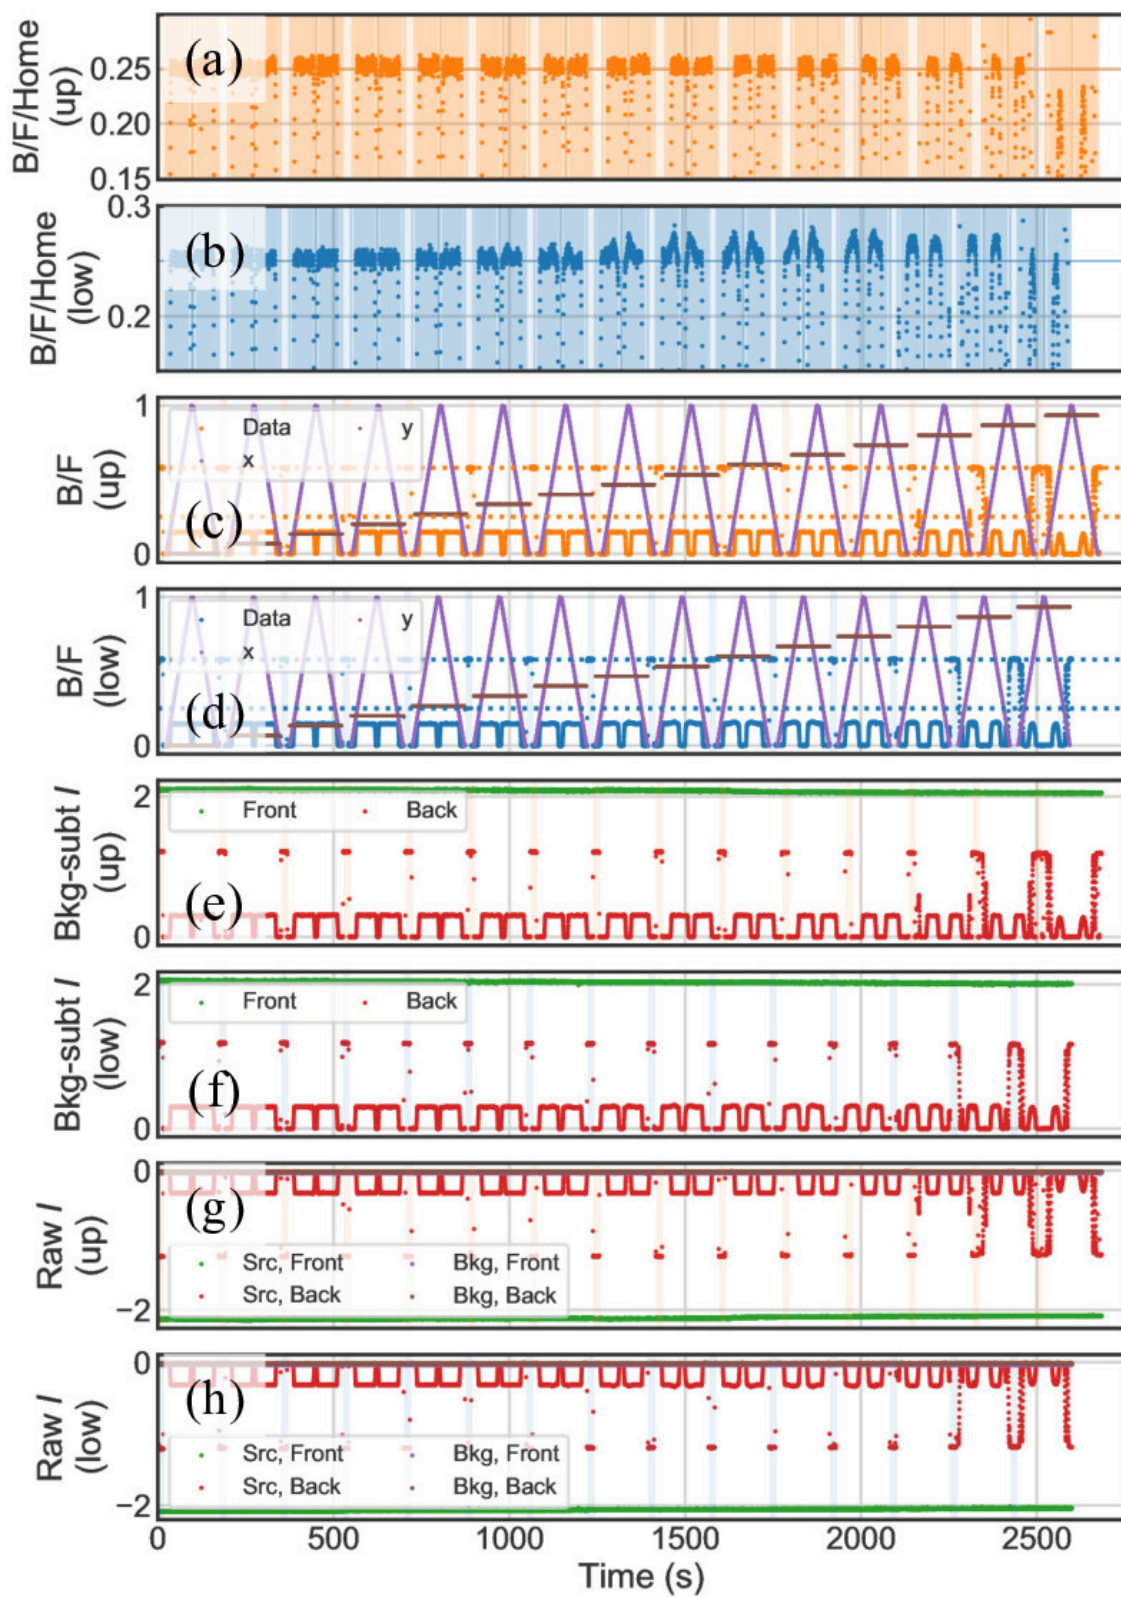 B/F/Home
(up)
(a)
0.25
0.20
0.15
B/F/Home
(low)
(b)
0.3
0.2
B/F
(up)
(c)
1
0
Data y
x
B/F
(low)
(d)
1
0
Data y
x
Bkg-subt I
(up)
(e)
2
1
0
Front Back
Bkg-subt I
(low)
(f)
2
1
0
Front Back
Raw I
(up)
(g)
0
−2
Src, Front Bkg, Front
Src, Back Bkg, Back
Raw I
(low)
(h)
0
−2
Src, Front Bkg, Front
Src, Back Bkg, Back
0 500 1000 1500 2000 2500
Time (s)